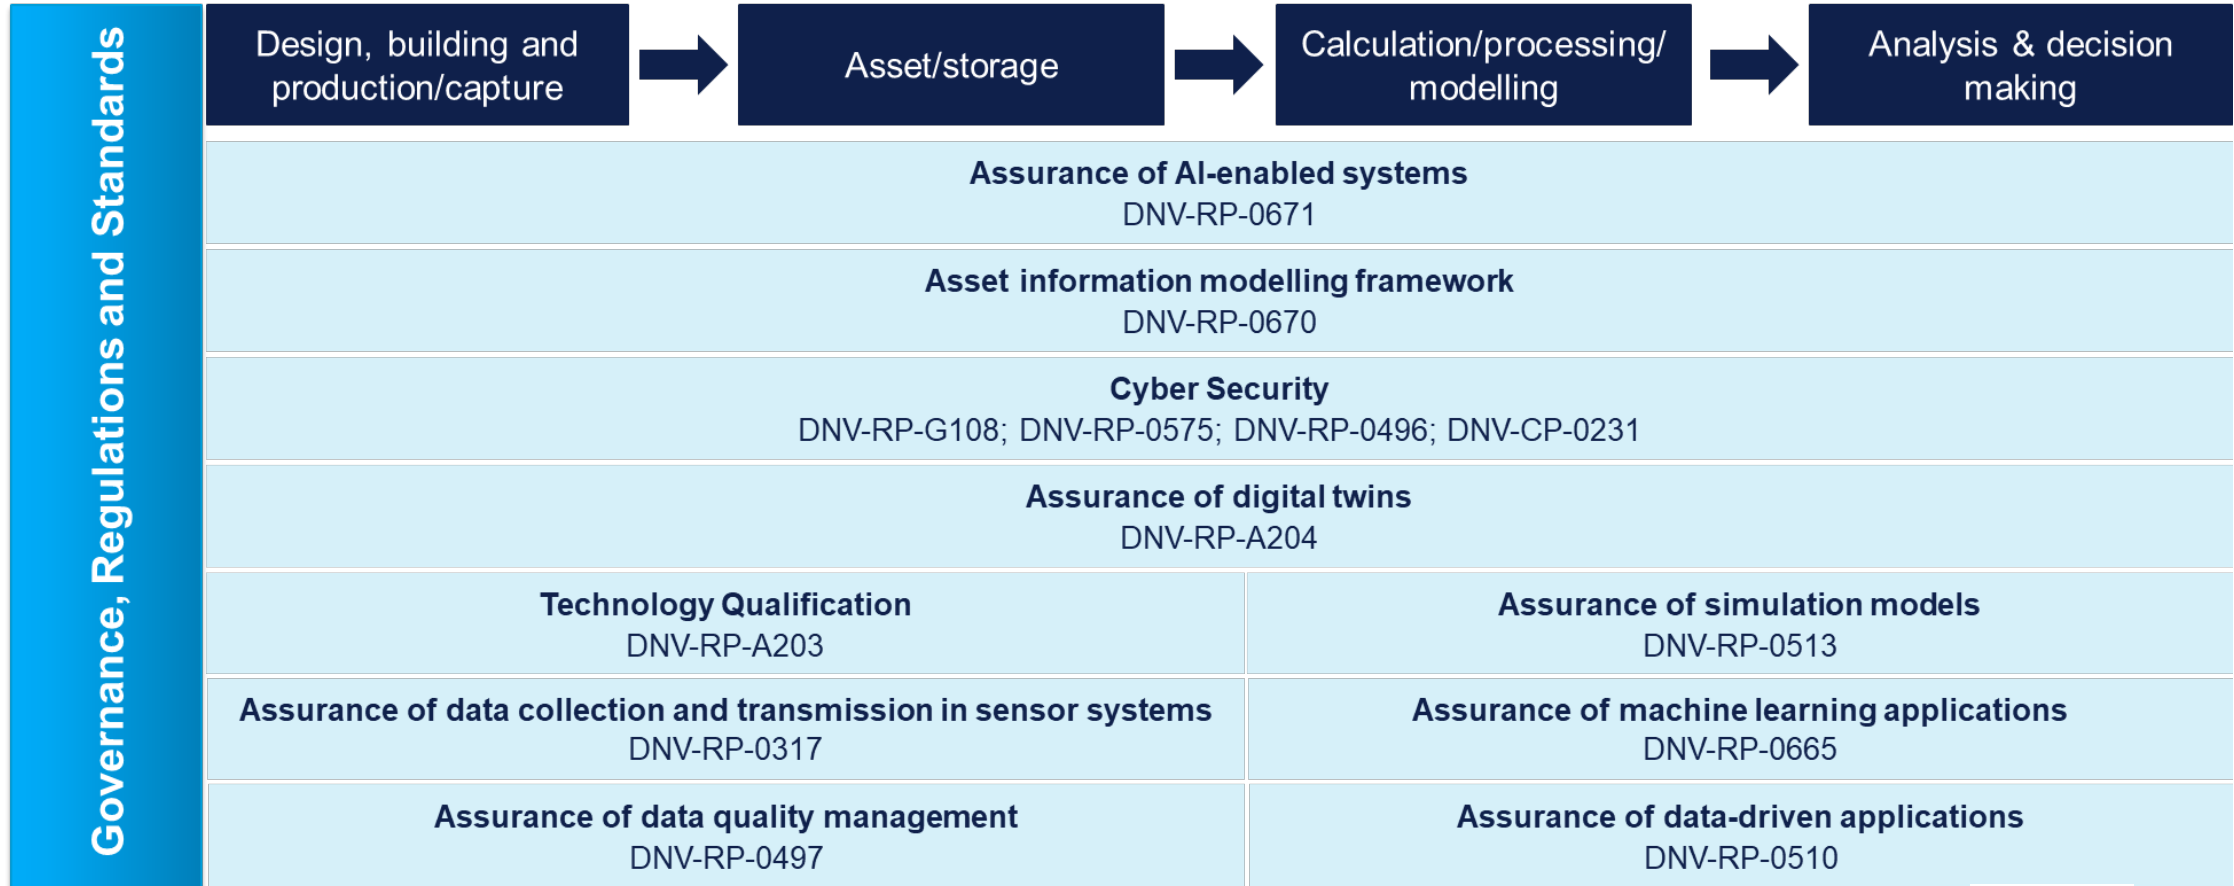 Governance, Regulations and Standards
Design, building and
production/capture
Asset/storage
Calculation/processing/
modelling
Analysis & decision
making
Assurance of AI-enabled systems
DNV-RP-0671
Asset information modelling framework
DNV-RP-0670
Cyber Security
DNV-RP-G108; DNV-RP-0575; DNV-RP-0496; DNV-CP-0231
Assurance of digital twins
DNV-RP-A204
Technology Qualification
DNV-RP-A203
Assurance of simulation models
DNV-RP-0513
Assurance of data collection and transmission in sensor systems
DNV-RP-0317
Assurance of machine learning applications
DNV-RP-0665
Assurance of data quality management
DNV-RP-0497
Assurance of data-driven applications
DNV-RP-0510